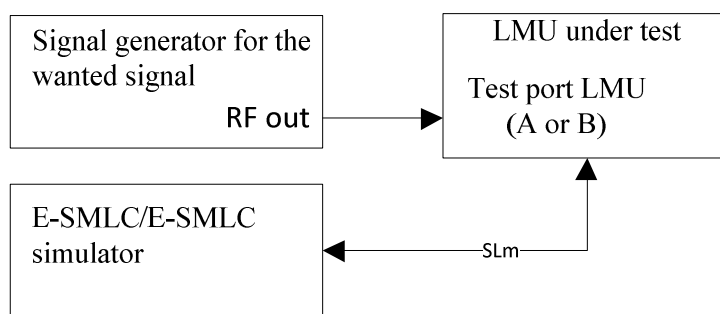 Signal generator for the
wanted signal
RF out
LMU under test
Test port LMU
(A or B)
E-SMLC/E-SMLC
simulator
SLm